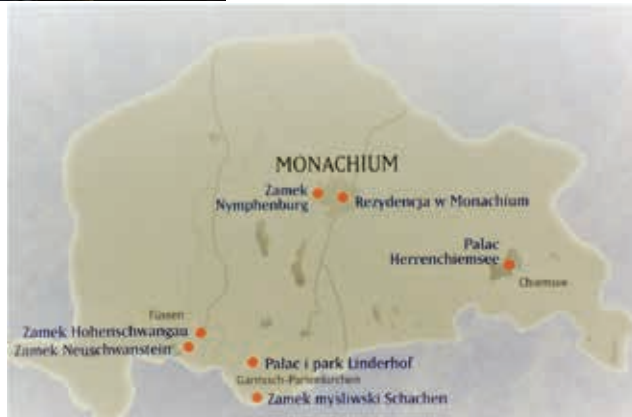 MONACHIUM
Zamek
Nymphenburg
Rezydencja w Monachium
Pałac
Herrenchiemsee
Chiemsee
Füssen
Zamek Hohenschwangau
Zamek Neuschwanstein
Pałac i park Linderhof
Garmisch-Partenkirchen
Zamek myśliwski Schachen